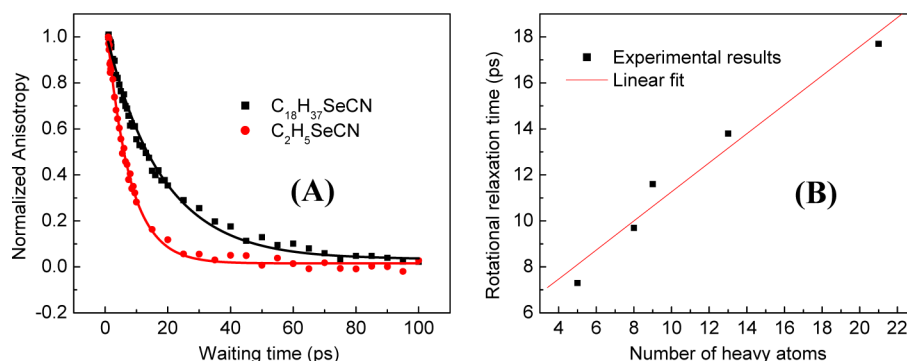 1.0
0.8
0.6
0.4
0.2
0.0
-0.2
Normalized Anisotropy
C₁₈H₃₇SeCN
C₂H₅SeCN
(A)
0 20 40 60 80 100
Waiting time (ps)
18
16
14
12
10
8
6
Rotational relaxation time (ps)
Experimental results
Linear fit
(B)
4 6 8 10 12 14 16 18 20 22
Number of heavy atoms